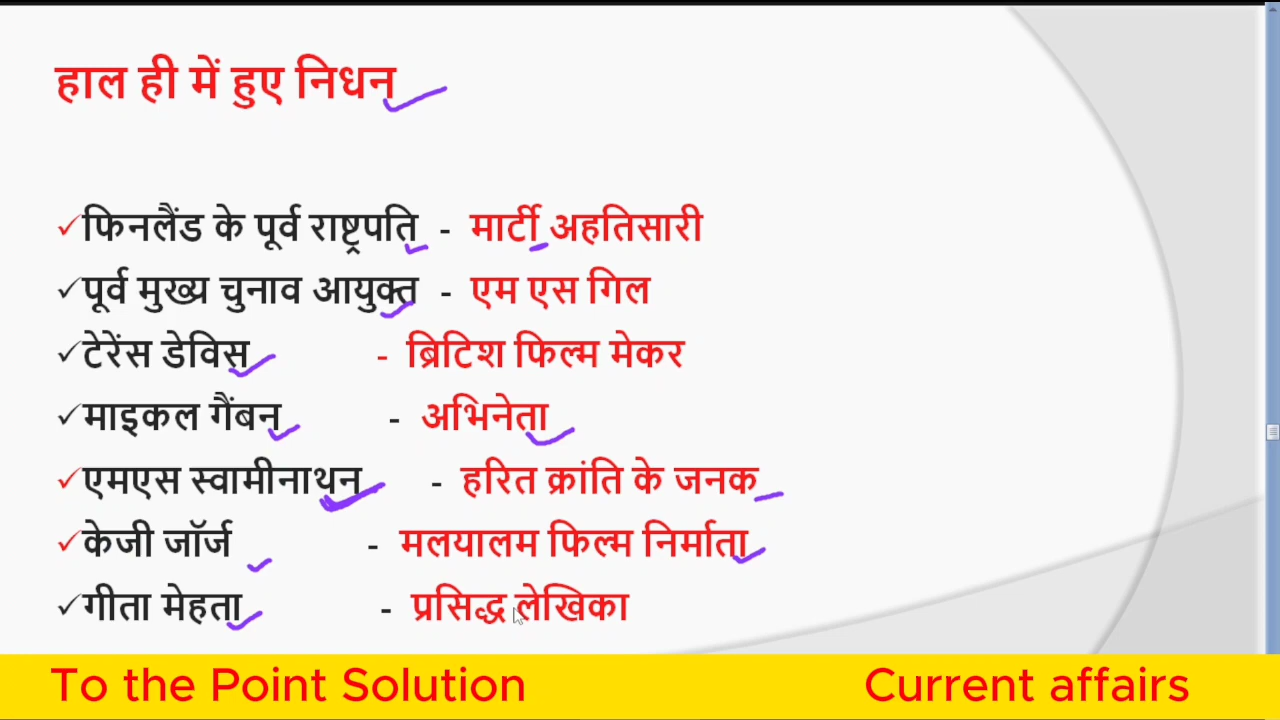 हाल ही में हुए निधन
✓फिनलैंड के पूर्व राष्ट्रपति - मार्टी अहतिसारी
✓पूर्व मुख्य चुनाव आयुक्त - एम एस गिल
✓टेरेंस डेविस - ब्रिटिश फिल्म मेकर
✓माइकल गैंबन - अभिनेता
✓एमएस स्वामीनाथन - हरित क्रांति के जनक
✓केजी जॉर्ज - मलयालम फिल्म निर्माता
✓गीता मेहता - प्रसिद्ध लेखिका
To the Point Solution Current affairs